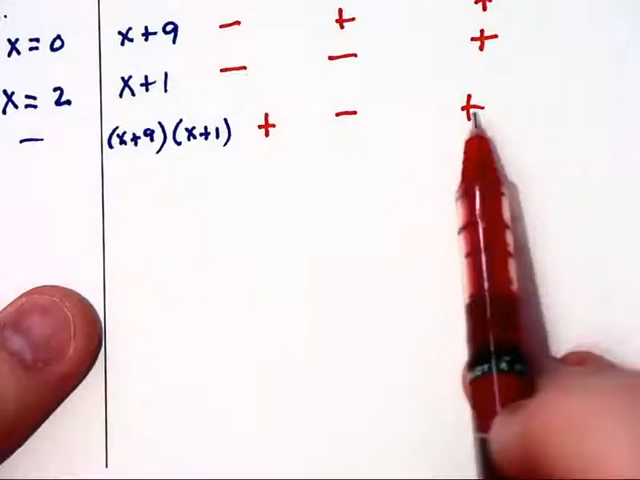 +
x=0 x+9 − + +
x=2 x+1 − −
− (x+9)(x+1) + − +